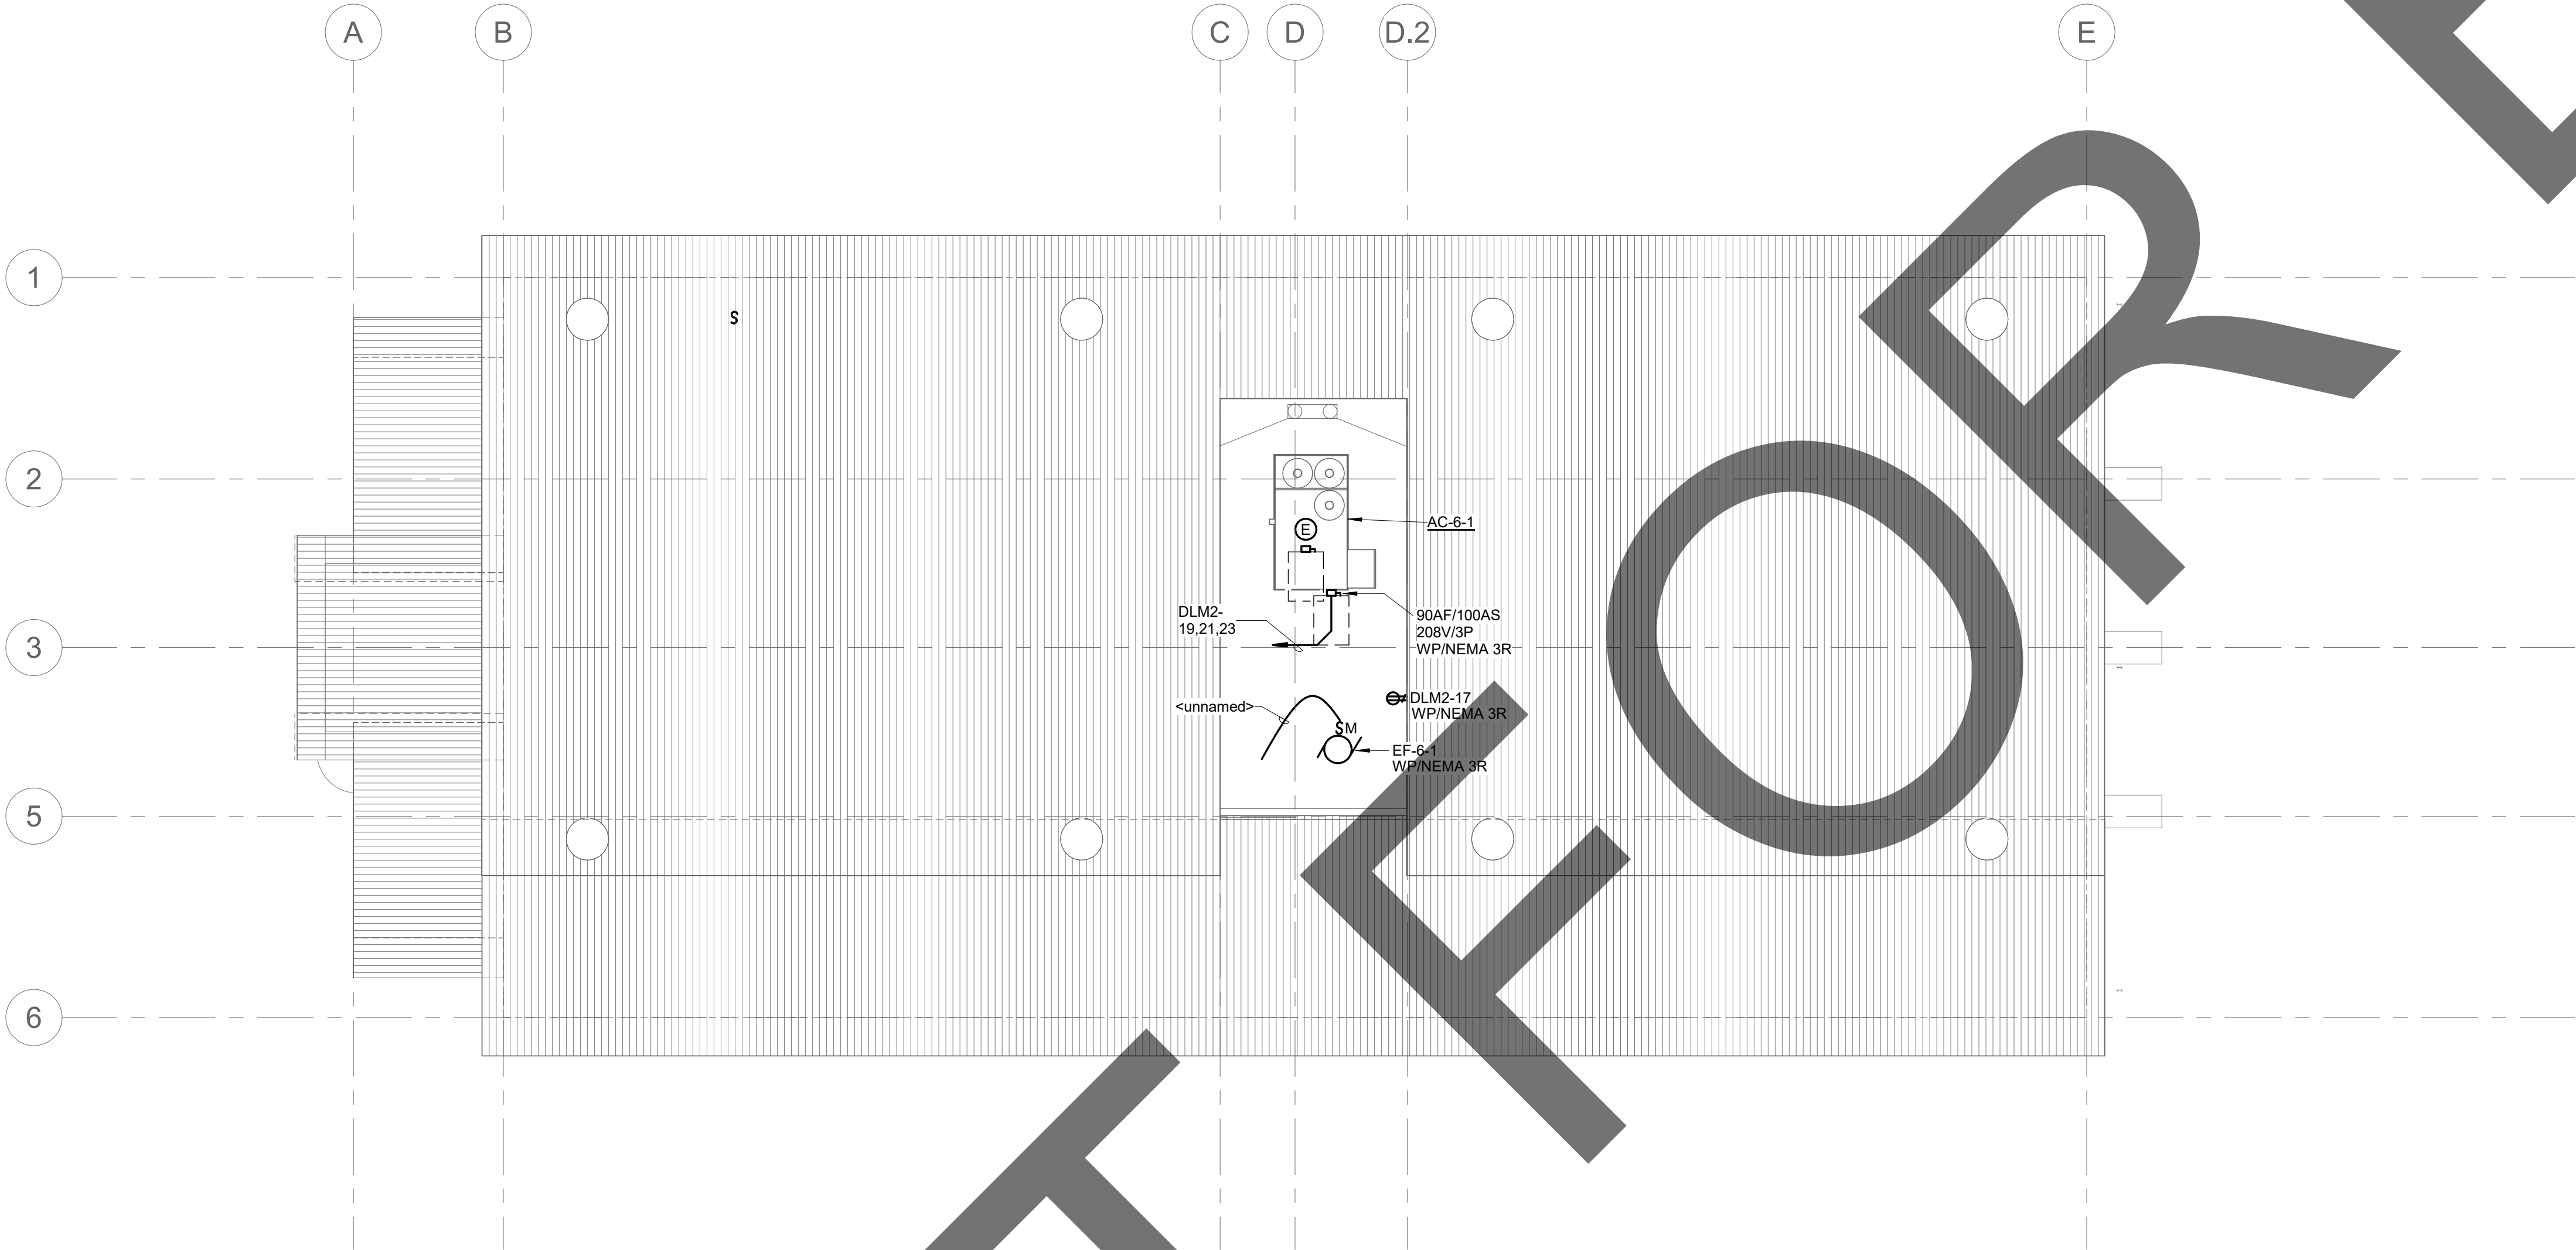 A
B
C
D
D.2
E
1
S
2
E
AC-6-1
DLM2-
19,21,23
90AF/100AS
208V/3P
WP/NEMA 3R
3
<unnamed>
DLM2-17
WP/NEMA 3R
SM
EF-6-1
WP/NEMA 3R
5
6
FOR